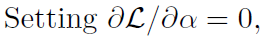 Setting ∂ℒ/∂α = 0,